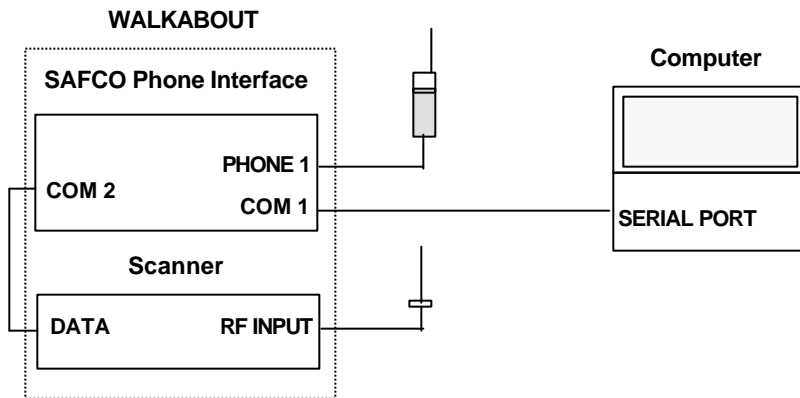 WALKABOUT
SAFCO Phone Interface
Computer
PHONE 1
COM 2
COM 1
SERIAL PORT
Scanner
DATA
RF INPUT